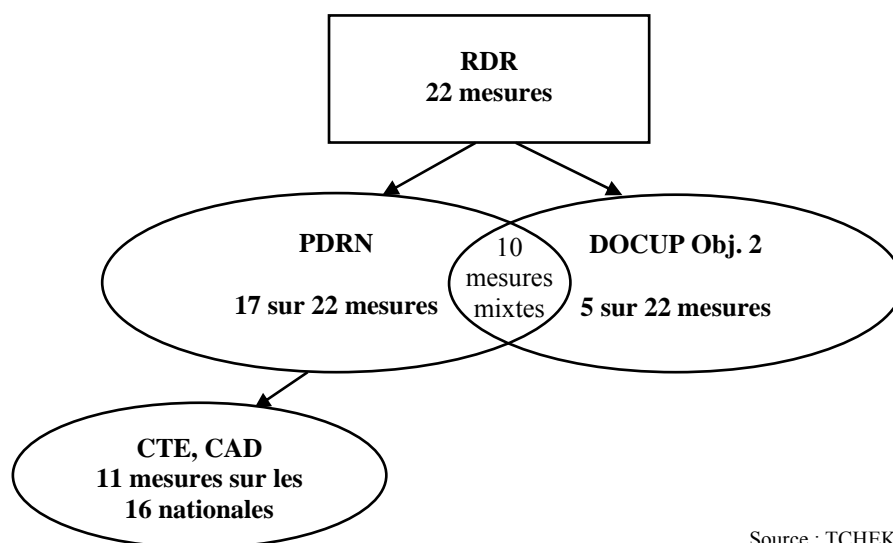 RDR
22 mesures
PDRN
17 sur 22 mesures
10
mesures
mixtes
DOCUP Obj. 2
5 sur 22 mesures
CTE, CAD
11 mesures sur les
16 nationales
Source : TCHEK